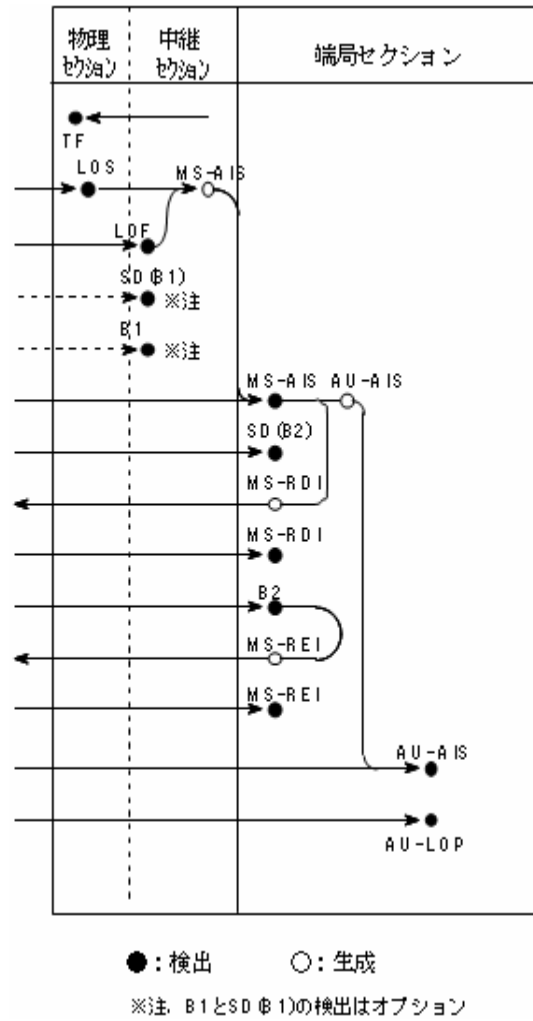 物理
セクション
中継
セクション
端局セクション
TF
LOS
MS-AIS
LOF
SD(B1)
※注
B1
※注
MS-AIS
AU-AIS
SD(B2)
MS-RDI
MS-RDI
B2
MS-REI
MS-REI
AU-AIS
AU-LOP
●:検出 ○:生成
※注. B1とSD(B1)の検出はオプション